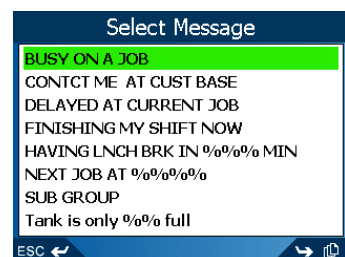 Select Message
BUSY ON A JOB
CONTCT ME AT CUST BASE
DELAYED AT CURRENT JOB
FINISHING MY SHIFT NOW
HAVING LNCH BRK IN %%% MIN
NEXT JOB AT %%%%
SUB GROUP
Tank is only %% full
ESC